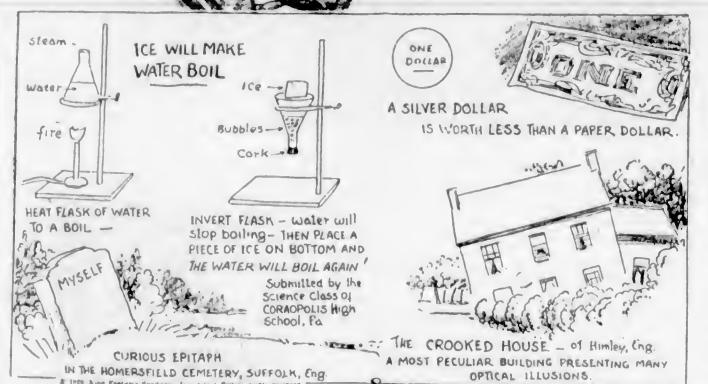 Steam
water
fire
ICE WILL MAKE
WATER BOIL
Ice
Bubbles
Cork
HEAT FLASK OF WATER
TO A BOIL —
INVERT FLASK — water will
stop boiling — THEN PLACE A
PIECE OF ICE ON BOTTOM AND
THE WATER WILL BOIL AGAIN!
Submitted by the
Science Class of
CORAOPOLIS High
School, Pa
MYSELF
CURIOUS EPITAPH
IN THE HOMERSFIELD CEMETERY, SUFFOLK, Eng.
ONE
DOLLAR
ONE
A SILVER DOLLAR
IS WORTH LESS THAN A PAPER DOLLAR.
THE CROOKED HOUSE — of Himley, Eng.
A MOST PECULIAR BUILDING PRESENTING MANY
OPTICAL ILLUSIONS.